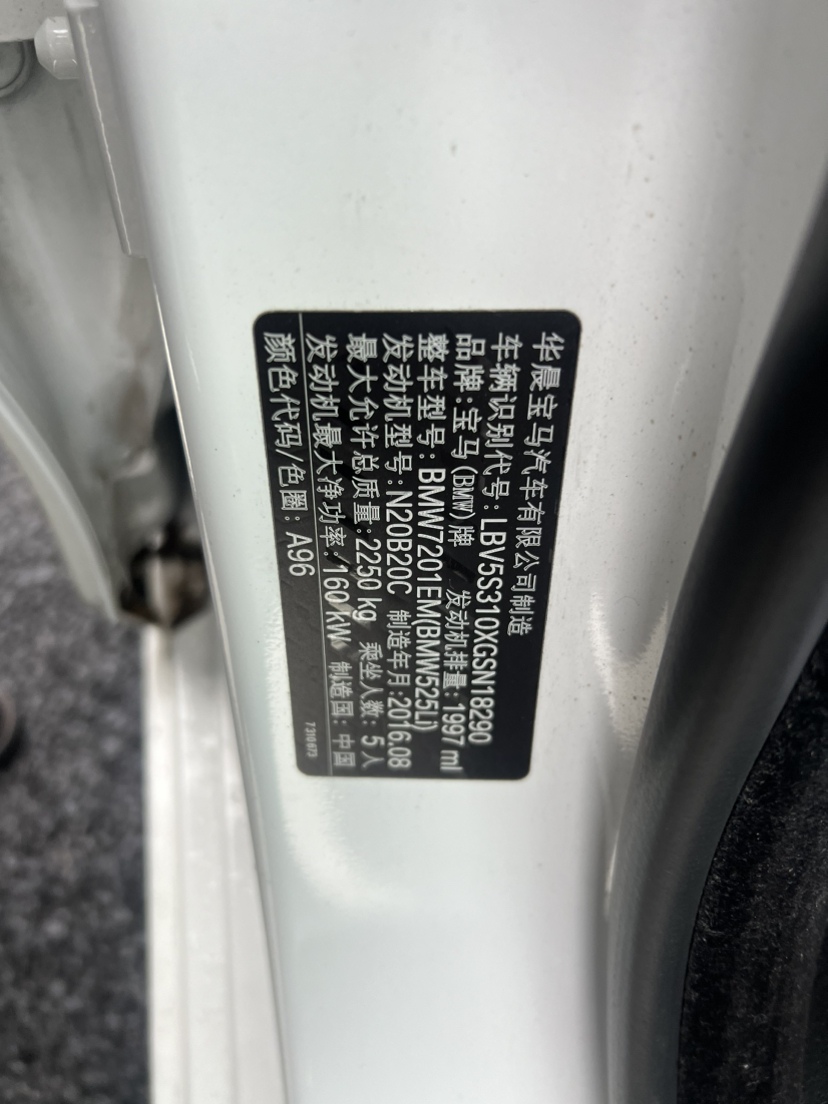 华晨宝马汽车有限公司制造
车辆识别代号：LBV5S310XGSN18290
品牌：宝马(BMW)牌 发动机排量：1997 ml
整车型号：BMW7201EM(BMW525Li)
发动机型号：N20B20C 制造年月：2016.08
最大允许总质量：2250 kg 乘坐人数：5人
发动机最大净功率：160 kW 制造国：中国
颜色代码/色圈：A96
7310973